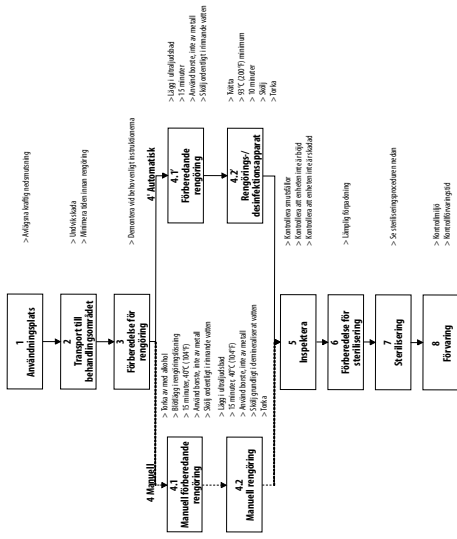 1
Användningsplats
> Avlägsna kraftig nedsmutsning
2
Transport till
behandlingsområdet
> Undvik skada
> Minimera tiden innan rengöring
3
Förberedelse för
rengöring
> Demontera vid behov enligt instruktionerna
4 Manuell
4.1
Manuell förberedande
rengöring
> Torka av med alkohol
> Blötlägg i rengöringslösning
> 15 minuter, 40°C (104°F)
> Använd borste, inte av metall
> Skölj ordentligt i rinnande vatten
4.2
Manuell rengöring
> Lägg i ultraljudsbad
> 15 minuter, 40°C (104°F)
> Använd borste, inte av metall
> Skölj grundligt i demineraliserat vatten
> Torka
4' Automatisk
4.1'
Förberedande
rengöring
> Lägg i ultraljudsbad
> 15 minuter
> Använd borste, inte av metall
> Skölj ordentligt i rinnande vatten
4.2'
Rengörings-/
desinfektionsapparat
> Tvätta
> 93°C (200°F) minimum
> 10 minuter
> Skölj
> Torka
5
Inspektera
> Kontrollera smutsfällor
> Kontrollera att enheten inte är böjd
> Kontrollera att enheten inte är skadad
6
Förberedelse för
sterilisering
> Lämplig förpackning
7
Sterilisering
> Se steriliseringsproceduren nedan
8
Förvaring
> Kontrollmiljö
> Kontroll förvaringstid